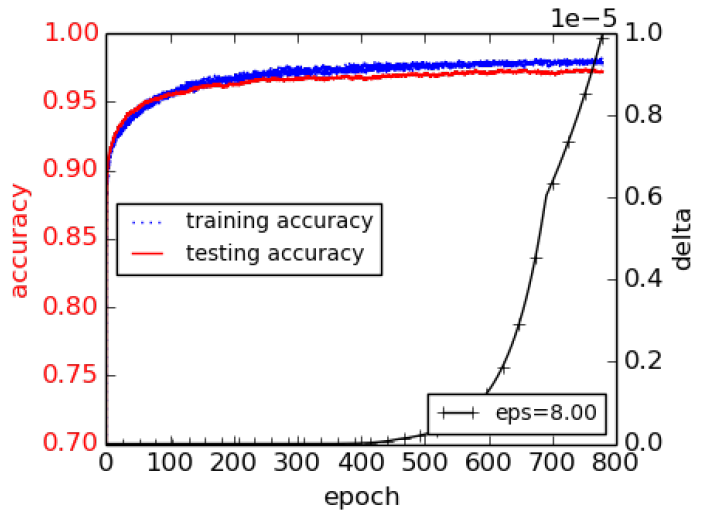 1e−5
1.00
0.95
0.90
0.85
0.80
0.75
0.70
accuracy
training accuracy
testing accuracy
eps=8.00
1.0
0.8
0.6
0.4
0.2
0.0
delta
0 100 200 300 400 500 600 700 800
epoch